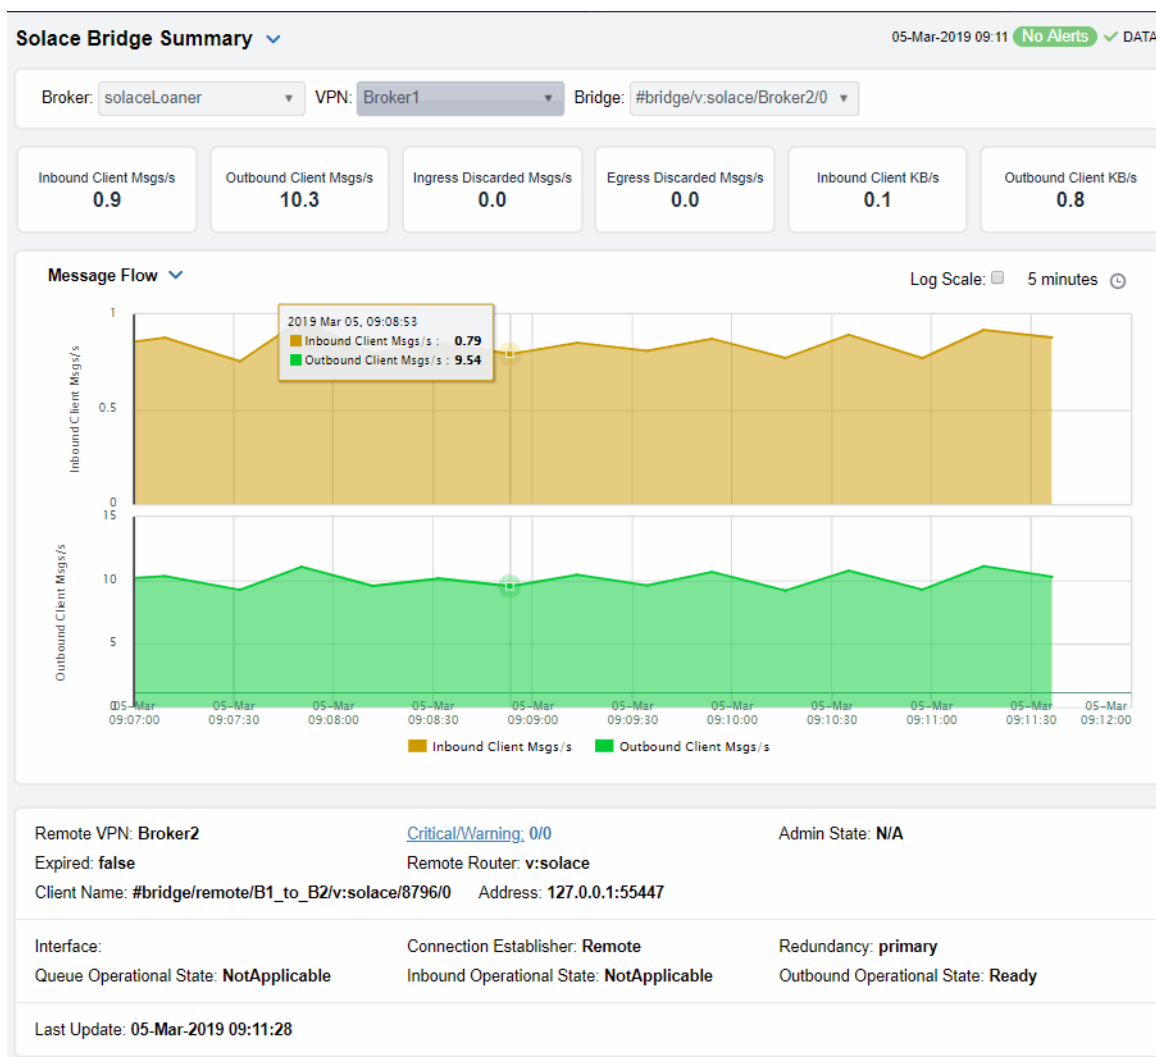 Solace Bridge Summary
05-Mar-2019 09:11 No Alerts DATA
Broker: solaceLoaner VPN: Broker1 Bridge: #bridge/v:solace/Broker2/0
Inbound Client Msgs/s Outbound Client Msgs/s Ingress Discarded Msgs/s Egress Discarded Msgs/s Inbound Client KB/s Outbound Client KB/s
0.9 10.3 0.0 0.0 0.1 0.8
Message Flow
Log Scale: 5 minutes
1
2019 Mar 05, 09:08:53
Inbound Client Msgs/s : 0.79
Outbound Client Msgs/s : 9.54
Inbound Client Msgs/s
0.5
0
15
Outbound Client Msgs/s
10
5
0
05-Mar 05-Mar 05-Mar 05-Mar 05-Mar 05-Mar 05-Mar 05-Mar 05-Mar 05-Mar 05-Mar
09:07:00 09:07:30 09:08:00 09:08:30 09:09:00 09:09:30 09:10:00 09:10:30 09:11:00 09:11:30 09:12:00
Inbound Client Msgs/s Outbound Client Msgs/s
Remote VPN: Broker2 Critical/Warning: 0/0 Admin State: N/A
Expired: false Remote Router: v:solace
Client Name: #bridge/remote/B1_to_B2/v:solace/8796/0 Address: 127.0.0.1:55447
Interface: Connection Establisher: Remote Redundancy: primary
Queue Operational State: NotApplicable Inbound Operational State: NotApplicable Outbound Operational State: Ready
Last Update: 05-Mar-2019 09:11:28